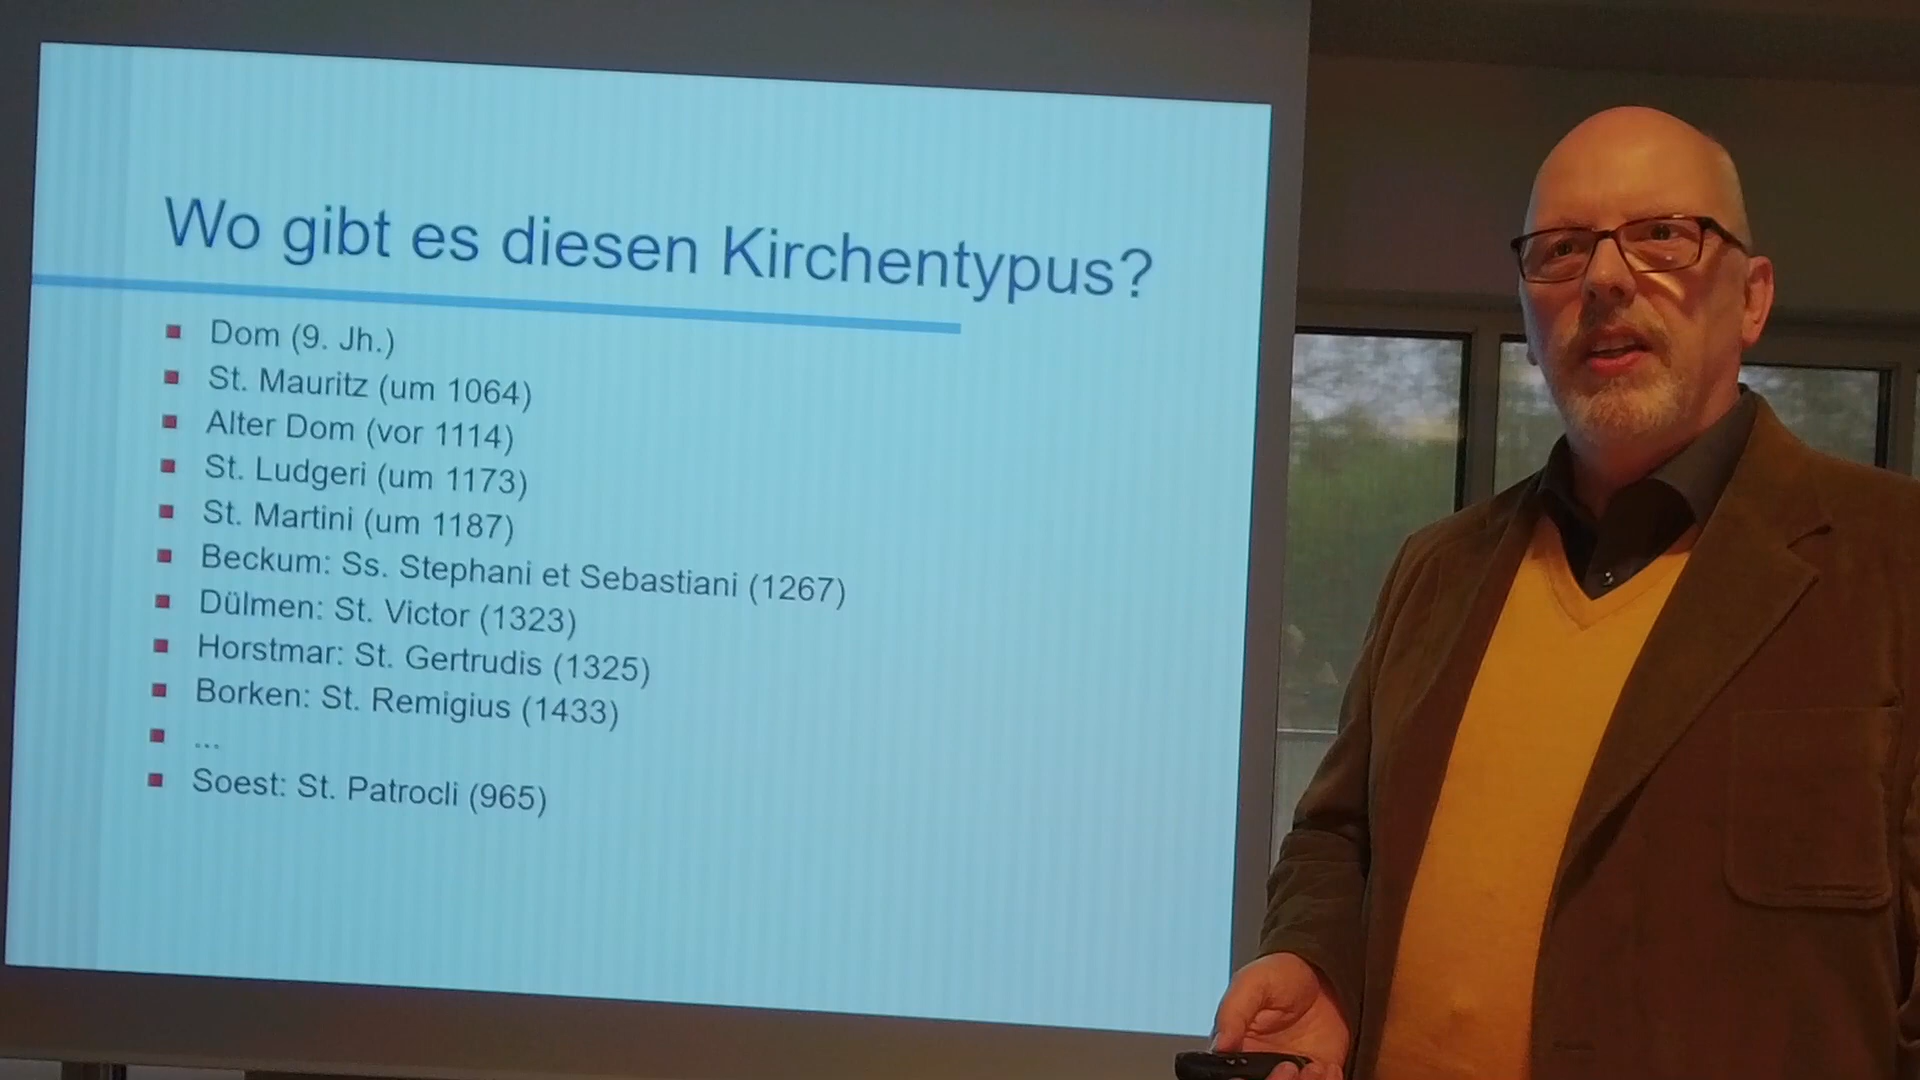 Wo gibt es diesen Kirchentypus?
Dom (9. Jh.)
St. Mauritz (um 1064)
Alter Dom (vor 1114)
St. Ludgeri (um 1173)
St. Martini (um 1187)
Beckum: Ss. Stephani et Sebastiani (1267)
Dülmen: St. Victor (1323)
Horstmar: St. Gertrudis (1325)
Borken: St. Remigius (1433)
...
Soest: St. Patrocli (965)